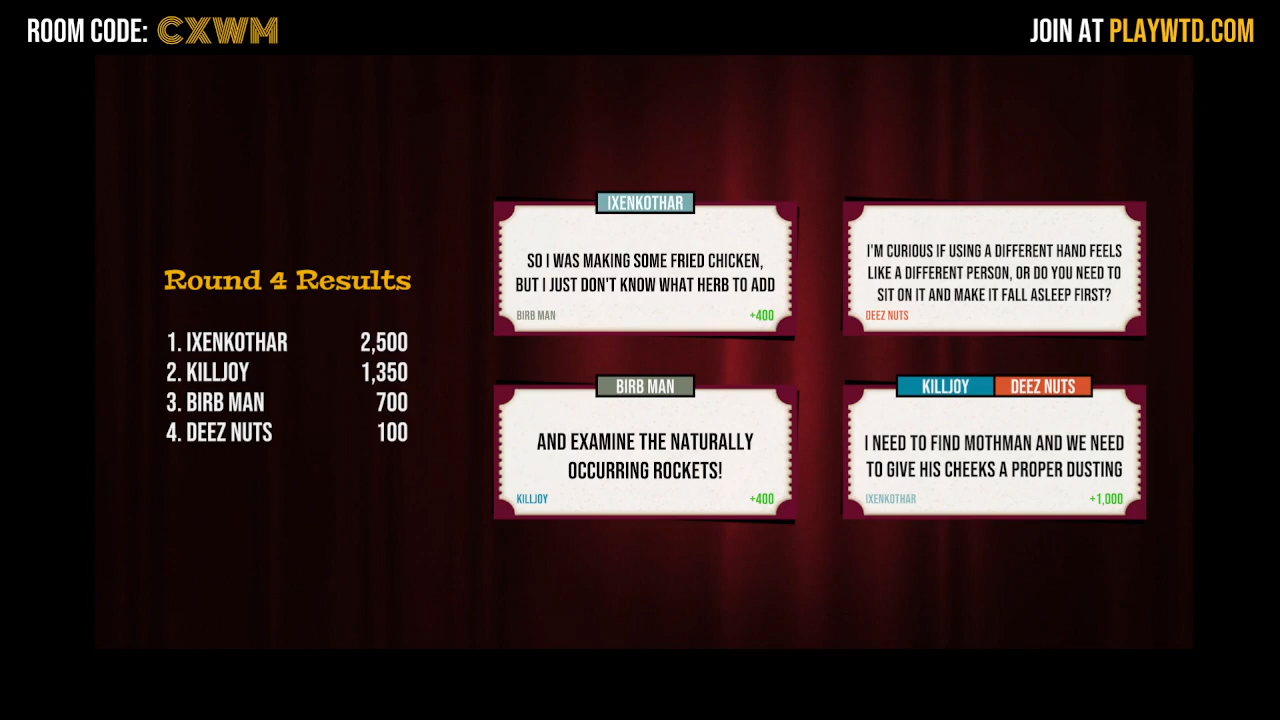 ROOM CODE: CXWM
JOIN AT PLAYWTD.COM
Round 4 Results
1. IXENKOTHAR 2,500
2. KILLJOY 1,350
3. BIRB MAN 700
4. DEEZ NUTS 100
IXENKOTHAR
SO I WAS MAKING SOME FRIED CHICKEN,
BUT I JUST DON'T KNOW WHAT HERB TO ADD
BIRB MAN +400
I'M CURIOUS IF USING A DIFFERENT HAND FEELS
LIKE A DIFFERENT PERSON, OR DO YOU NEED TO
SIT ON IT AND MAKE IT FALL ASLEEP FIRST?
DEEZ NUTS
BIRB MAN
AND EXAMINE THE NATURALLY
OCCURRING ROCKETS!
KILLJOY +400
KILLJOY DEEZ NUTS
I NEED TO FIND MOTHMAN AND WE NEED
TO GIVE HIS CHEEKS A PROPER DUSTING
IXENKOTHAR +1,000